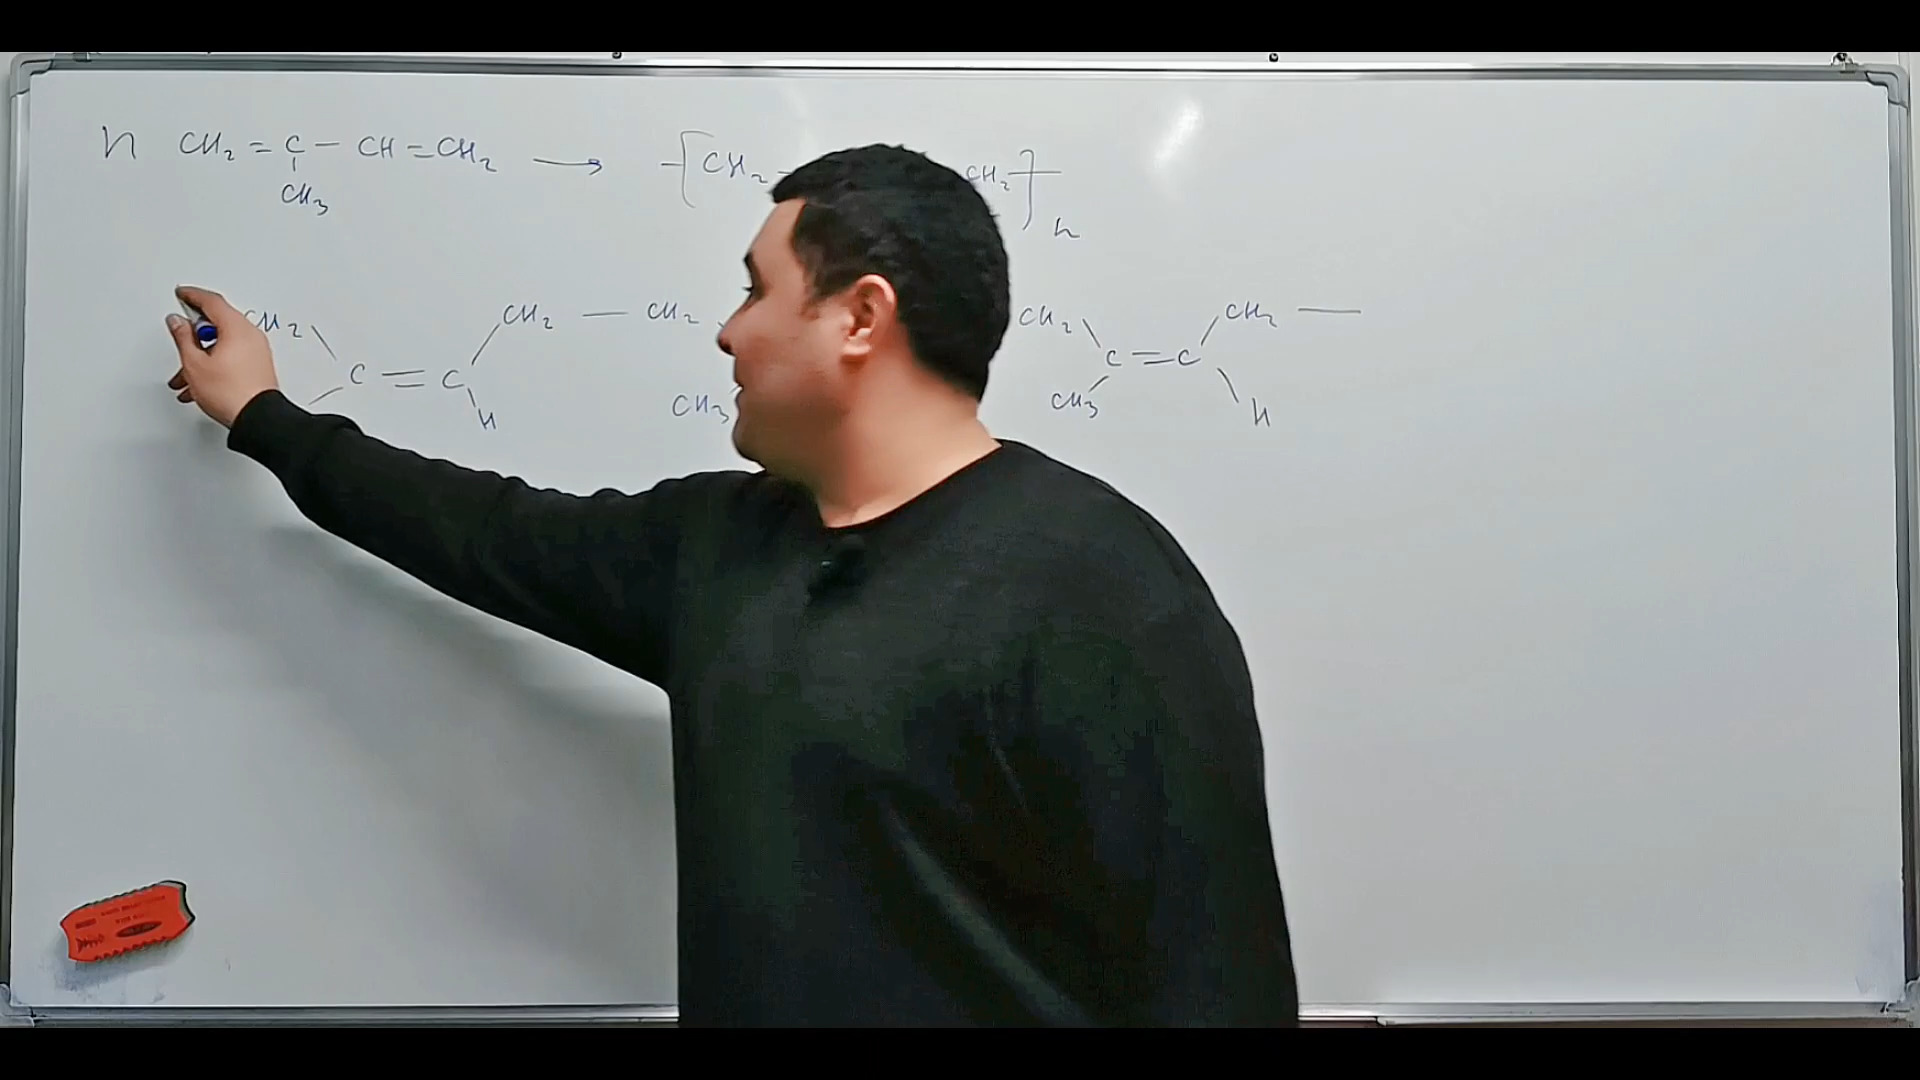 n CH₂ = C – CH = CH₂ → –[CH₂ – CH₂]–
CH₃
n
CH₂ CH₂ — CH₂ CH₂ CH₂ —
C = C C = C
H CH₃ CH₃ H